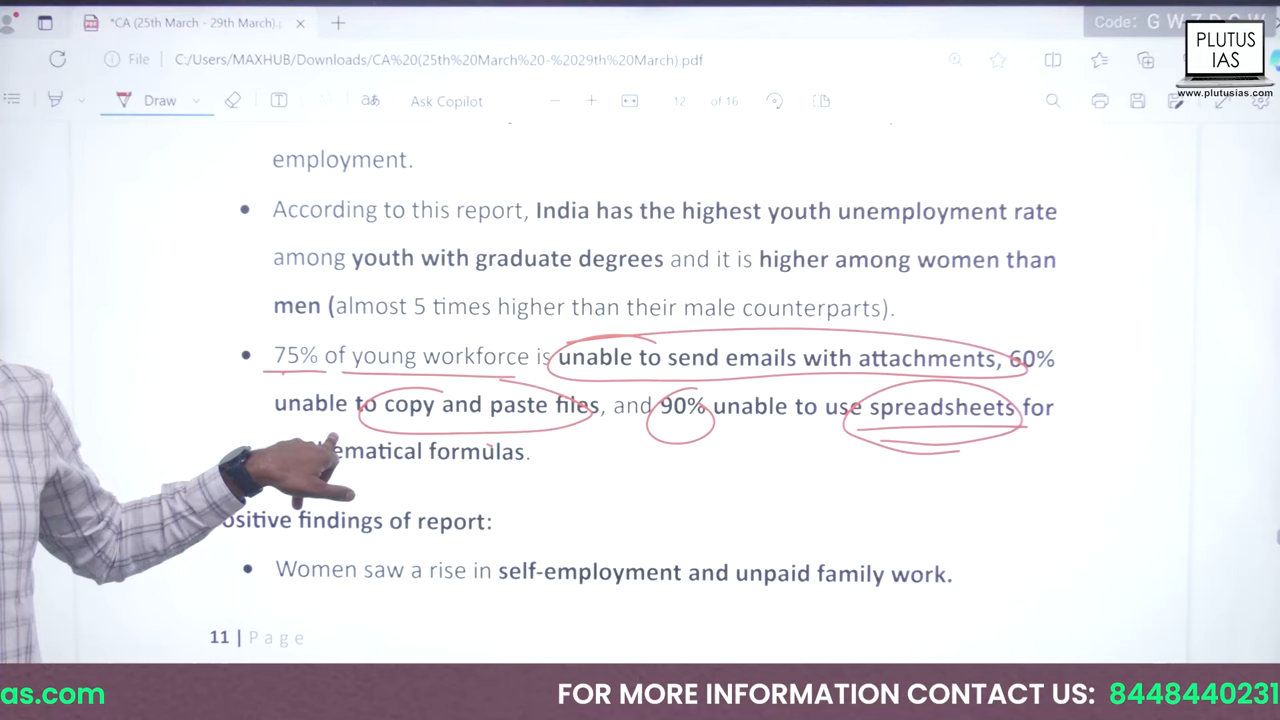 *CA (25th March - 29th March).
Code: G W Z D G W
PLUTUS
IAS
www.plutusias.com
File C:/Users/MAXHUB/Downloads/CA%20(25th%20March%20-%2029th%20March).pdf
Draw aあ Ask Copilot 12 of 16
employment.
• According to this report, India has the highest youth unemployment rate
among youth with graduate degrees and it is higher among women than
men (almost 5 times higher than their male counterparts).
• 75% of young workforce is unable to send emails with attachments, 60%
unable to copy and paste files, and 90% unable to use spreadsheets for
formulas.
findings of report:
• Women saw a rise in self-employment and unpaid family work.
11 | Page
as.com FOR MORE INFORMATION CONTACT US: 8448440231